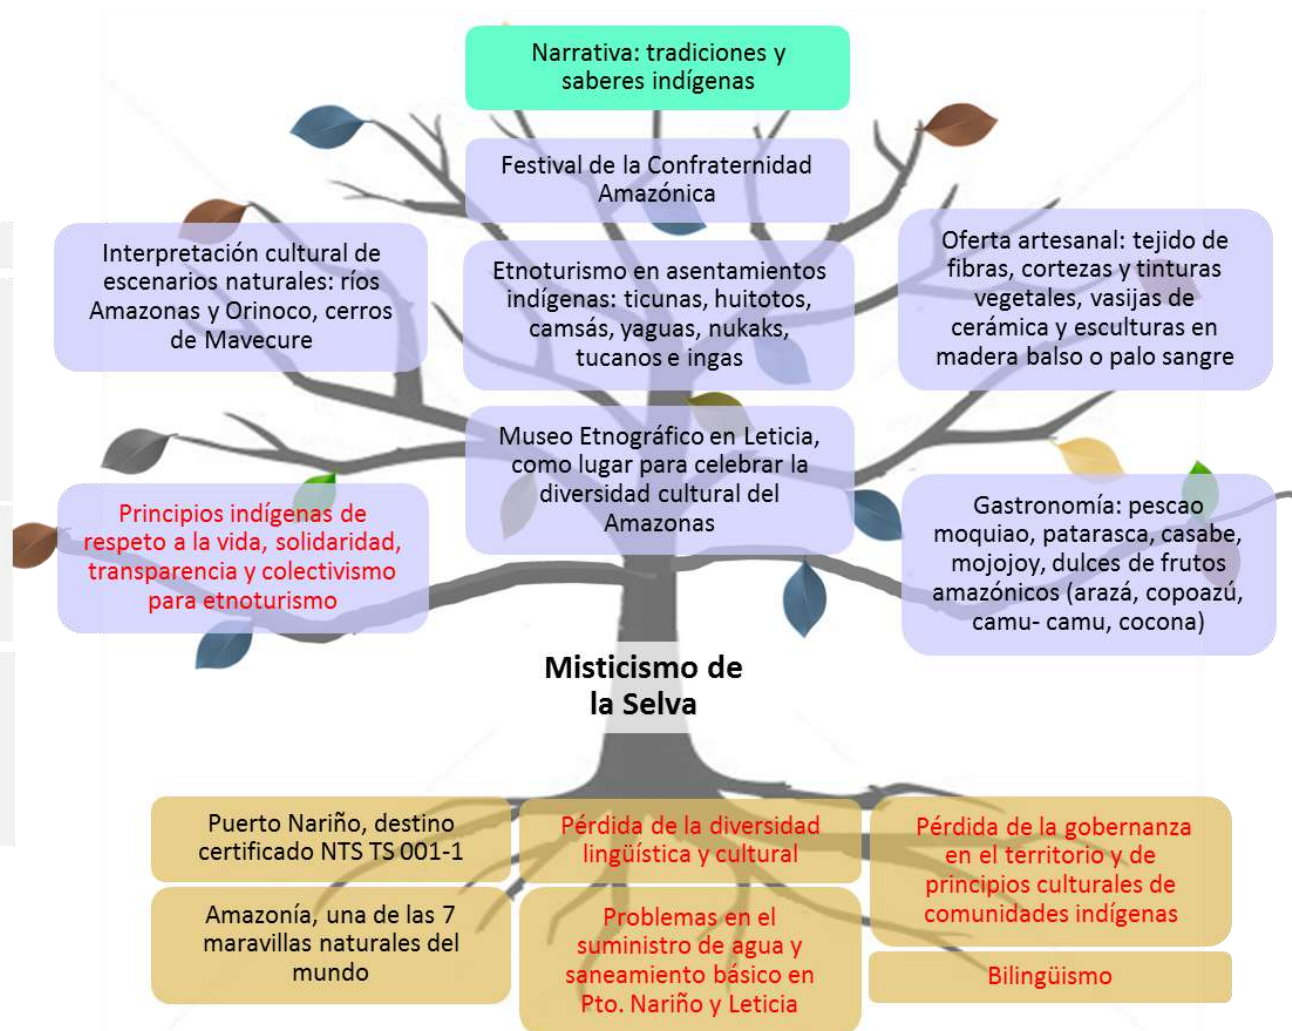 Narrativa: tradiciones y
saberes indígenas
Festival de la Confraternidad
Amazónica
Interpretación cultural de
escenarios naturales: ríos
Amazonas y Orinoco, cerros
de Mavecure
Etnoturismo en asentamientos
indígenas: ticunas, huitotos,
camsás, yaguas, nukaks,
tucanos e ingas
Oferta artesanal: tejido de
fibras, cortezas y tinturas
vegetales, vasijas de
cerámica y esculturas en
madera balso o palo sangre
Museo Etnográfico en Leticia,
como lugar para celebrar la
diversidad cultural del
Amazonas
Principios indígenas de
respeto a la vida, solidaridad,
transparencia y colectivismo
para etnoturismo
Gastronomía: pescao
moquiao, patarasca, casabe,
mojojoy, dulces de frutos
amazónicos (arazá, copoazú,
camu- camu, cocona)
Misticismo de
la Selva
Puerto Nariño, destino
certificado NTS TS 001-1
Pérdida de la diversidad
lingüística y cultural
Pérdida de la gobernanza
en el territorio y de
principios culturales de
comunidades indígenas
Amazonía, una de las 7
maravillas naturales del
mundo
Problemas en el
suministro de agua y
saneamiento básico en
Pto. Nariño y Leticia
Bilingüismo